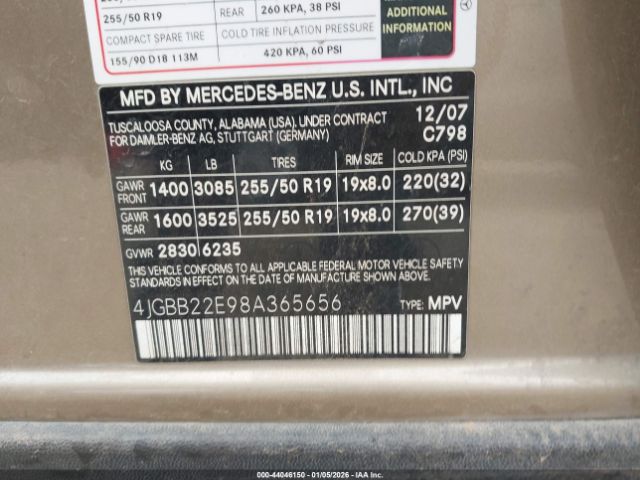 255/50 R19 REAR 260 KPA, 38 PSI
COMPACT SPARE TIRE COLD TIRE INFLATION PRESSURE
155/90 D18 113M 420 KPA, 60 PSI
ADDITIONAL
INFORMATION
MFD BY MERCEDES-BENZ U.S. INTL., INC
TUSCALOOSA COUNTY, ALABAMA (USA). UNDER CONTRACT 12/07
FOR DAIMLER-BENZ AG, STUTTGART (GERMANY) C798
KG LB TIRES RIM SIZE COLD KPA (PSI)
GAWR FRONT 1400 3085 255/50 R19 19x8.0 220(32)
GAWR REAR 1600 3525 255/50 R19 19x8.0 270(39)
GVWR 2830 6235
THIS VEHICLE CONFORMS TO ALL APPLICABLE FEDERAL MOTOR VEHICLE SAFETY
STANDARDS IN EFFECT ON THE DATE OF MANUFACTURE SHOWN ABOVE.
4JGBB22E98A365656 TYPE: MPV
000-44046150 - 01/05/2026 - IAAI.COM